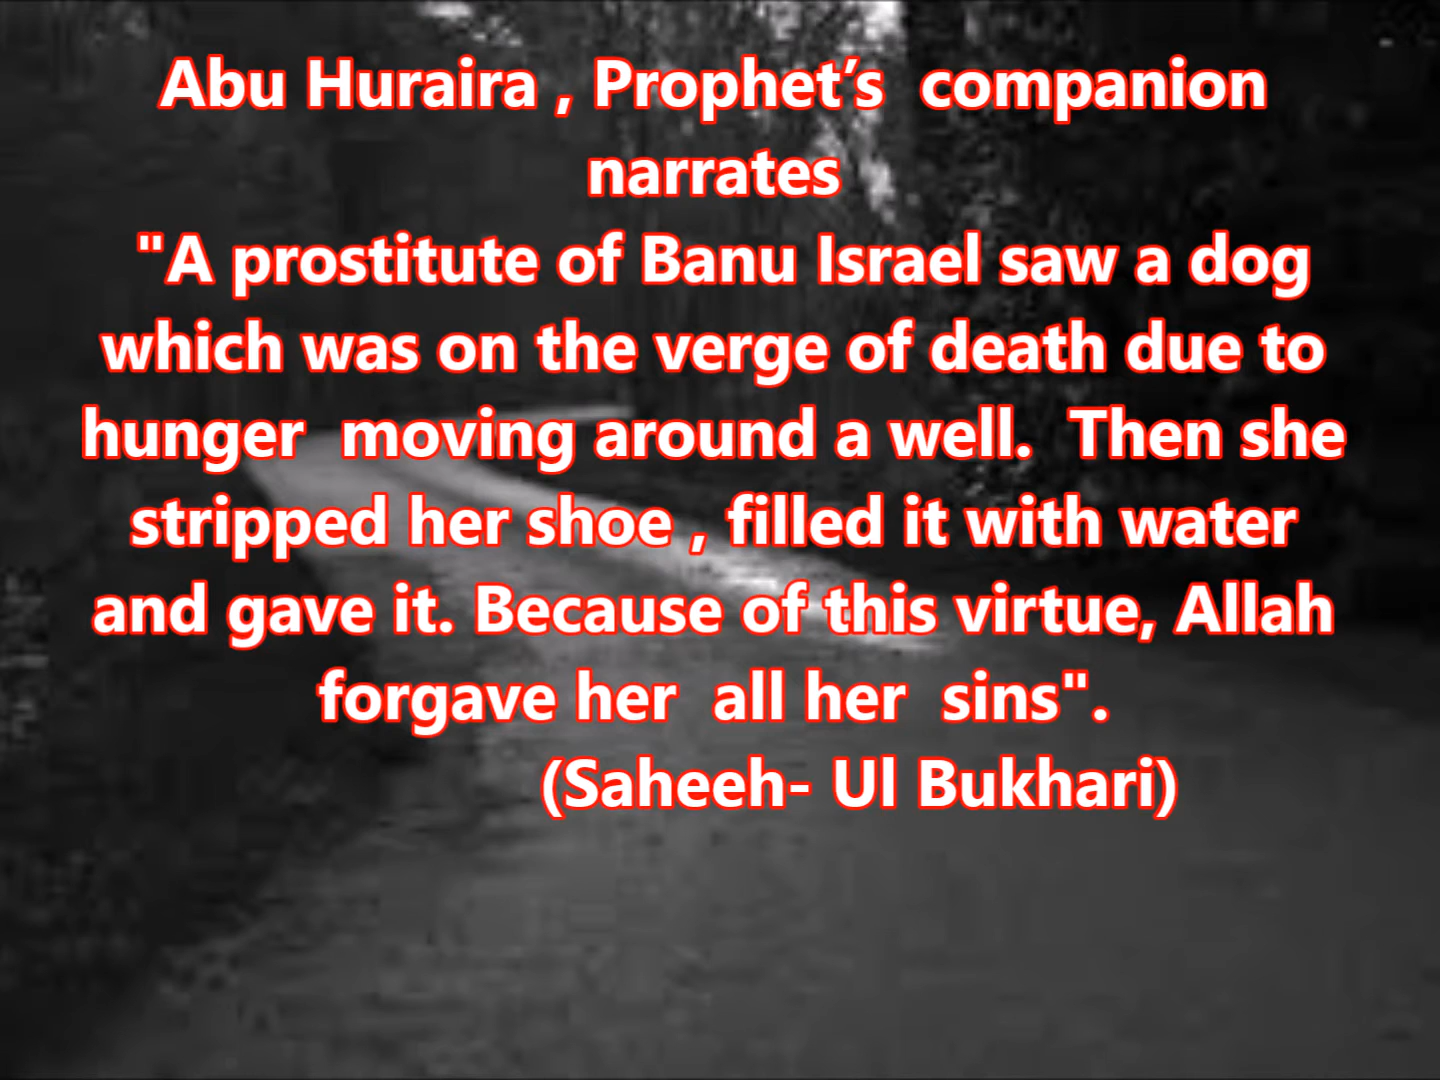 Abu Huraira , Prophet’s  companion
narrates
"A prostitute of Banu Israel saw a dog
which was on the verge of death due to
hunger  moving around a well.  Then she
stripped her shoe , filled it with water
and gave it. Because of this virtue, Allah
forgave her  all her  sins".
(Saheeh- Ul Bukhari)